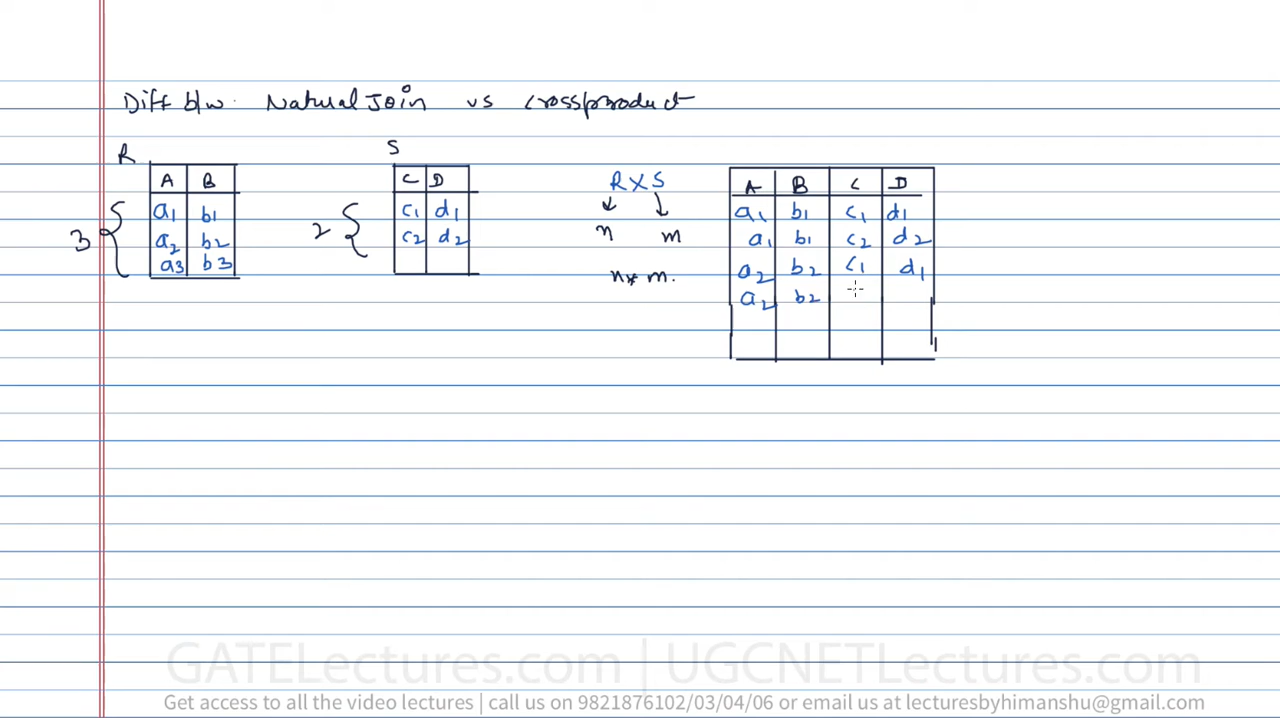 Diff b/w. Natural Join vs crossproduct
R
A B
3 a1 b1
a2 b2
a3 b3
S
C D
2 c1 d1
c2 d2
R X S
n m
n * m.
A B C D
a1 b1 c1 d1
a1 b1 c2 d2
a2 b2 c1 d1
a2 b2
GATELectures.com | UGCNETLectures.com
Get access to all the video lectures | call us on 9821876102/03/04/06 or email us at lecturesbyhimanshu@gmail.com